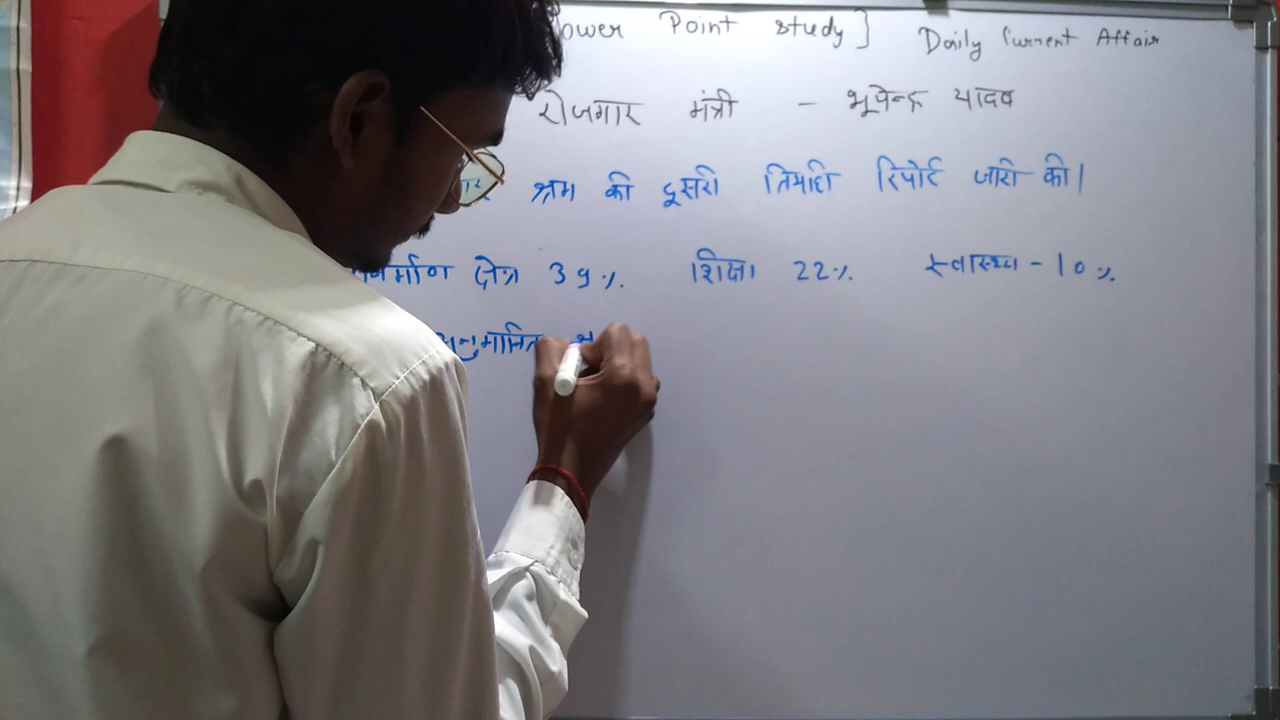 ower Point study] Daily Current Affair
रोजगार मंत्री - भूपेन्द्र यादव
श्रम की दूसरी तिमाही रिपोर्ट जारी की|
निर्माण क्षेत्र 39% शिक्षा 22% स्वास्थ्य - 10%
अनुमानित